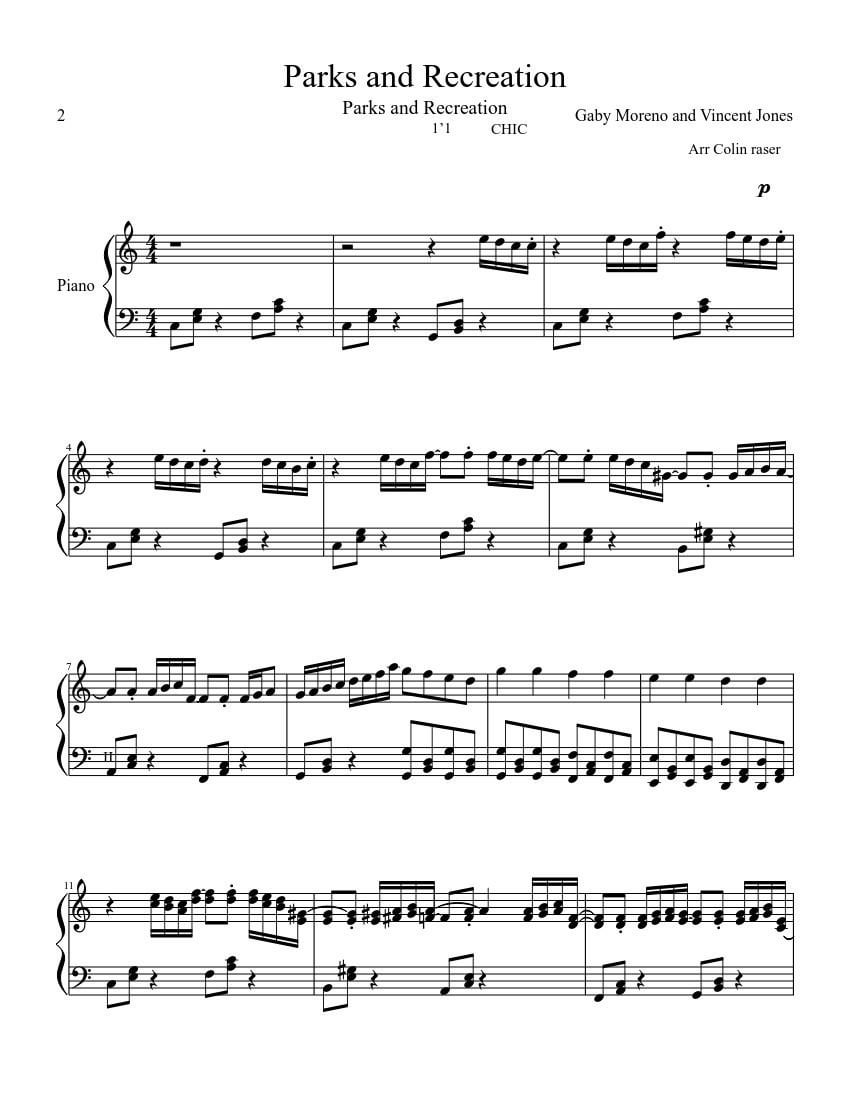 Parks and Recreation
Parks and Recreation
2
Gaby Moreno and Vincent Jones
1’1 CHIC
Arr Colin raser
p
Piano
4
7
11